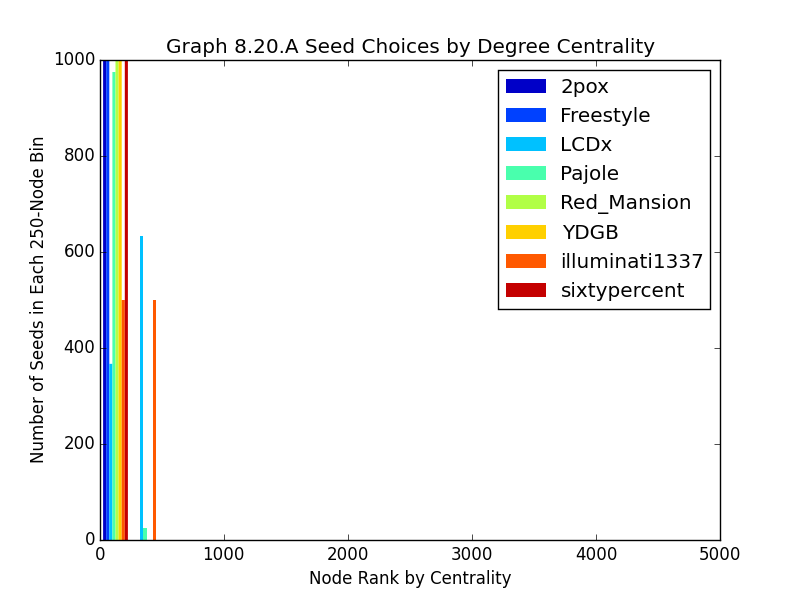 Graph 8.20.A Seed Choices by Degree Centrality
Number of Seeds in Each 250-Node Bin
1000
800
600
400
200
0
2pox
Freestyle
LCDx
Pajole
Red_Mansion
YDGB
illuminati1337
sixtypercent
0 1000 2000 3000 4000 5000
Node Rank by Centrality